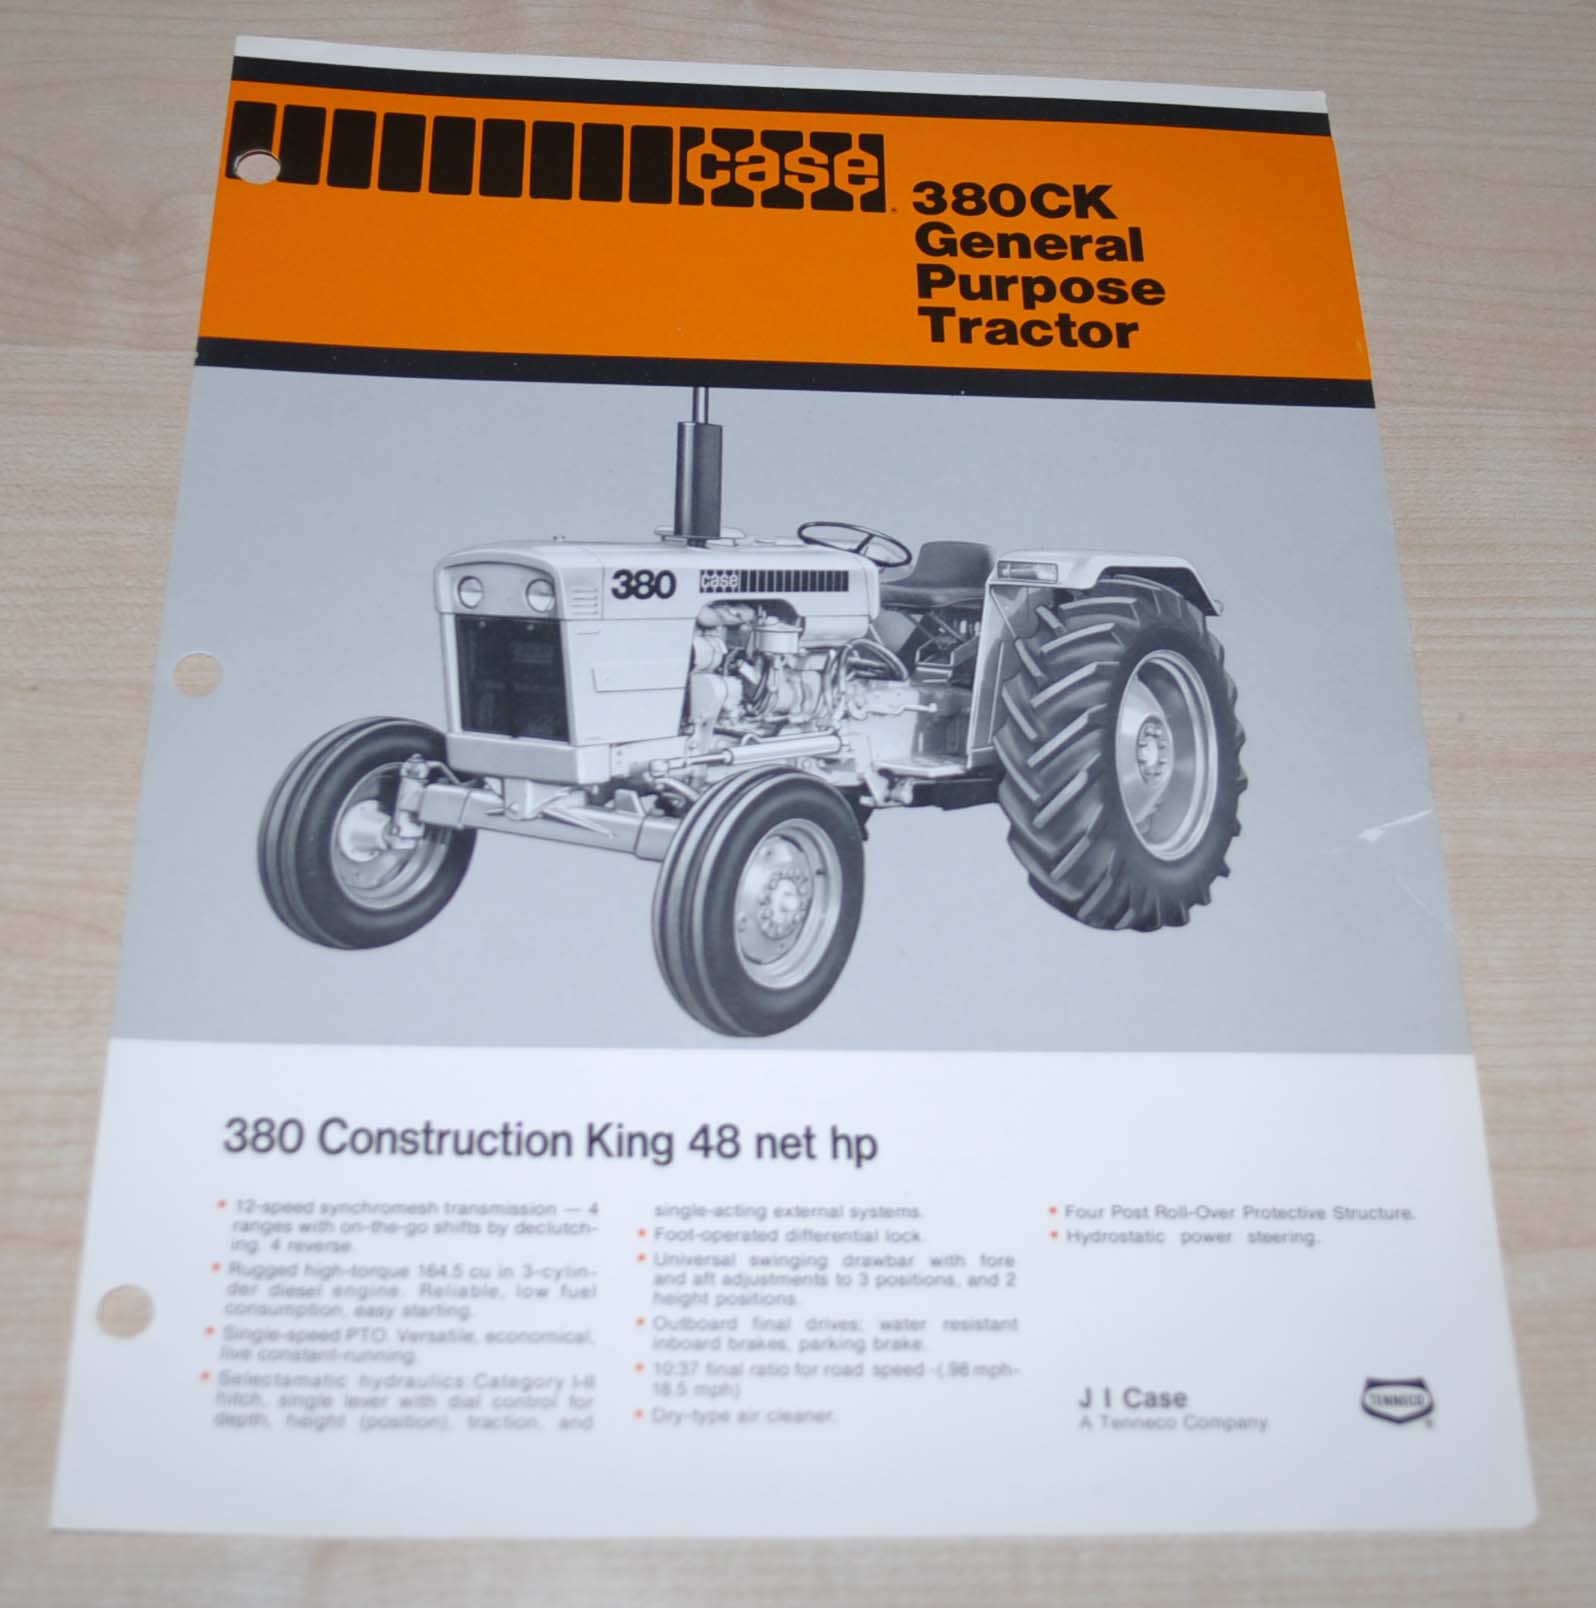 case
380CK
General
Purpose
Tractor
380 case
380 Construction King 48 net hp
• 12-speed synchromesh transmission — 4
ranges with on-the-go shifts by declutch-
ing. 4 reverse.
• Rugged high-torque 164.5 cu in 3-cylin-
der diesel engine. Reliable, low fuel
consumption, easy starting.
• Single-speed PTO. Versatile, economical,
live constant-running.
• Selectamatic hydraulics: Category I-II
hitch, single lever with dial control for
depth, height (position), traction, and
single-acting external systems.
• Foot-operated differential lock.
• Universal swinging drawbar with fore
and aft adjustments to 3 positions, and 2
height positions.
• Outboard final drives; water resistant
inboard brakes, parking brake.
• 10:37 final ratio for road speed -(.98 mph-
18.5 mph)
• Dry-type air cleaner.
• Four Post Roll-Over Protective Structure.
• Hydrostatic power steering.
J I Case
A Tenneco Company
TENNECO